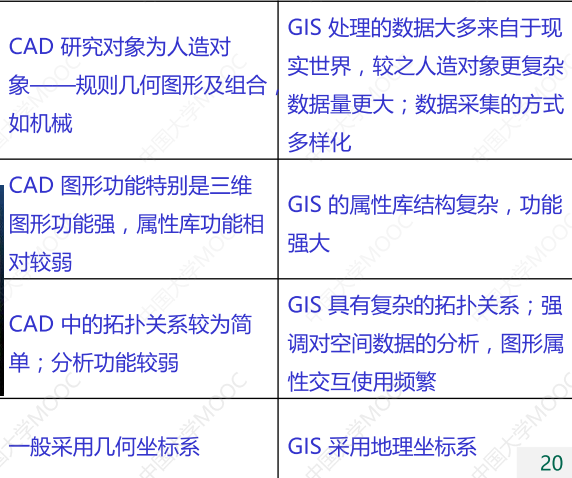 CAD 研究对象为人造对
象——规则几何图形及组合，
如机械
GIS 处理的数据大多来自于现
实世界，较之人造对象更复杂
数据量更大；数据采集的方式
多样化
CAD 图形功能特别是三维
图形功能强，属性库功能相
对较弱
GIS 的属性库结构复杂，功能
强大
CAD 中的拓扑关系较为简
单；分析功能较弱
GIS 具有复杂的拓扑关系；强
调对空间数据的分析，图形属
性交互使用频繁
一般采用几何坐标系
GIS 采用地理坐标系
20
中国大学MOOC